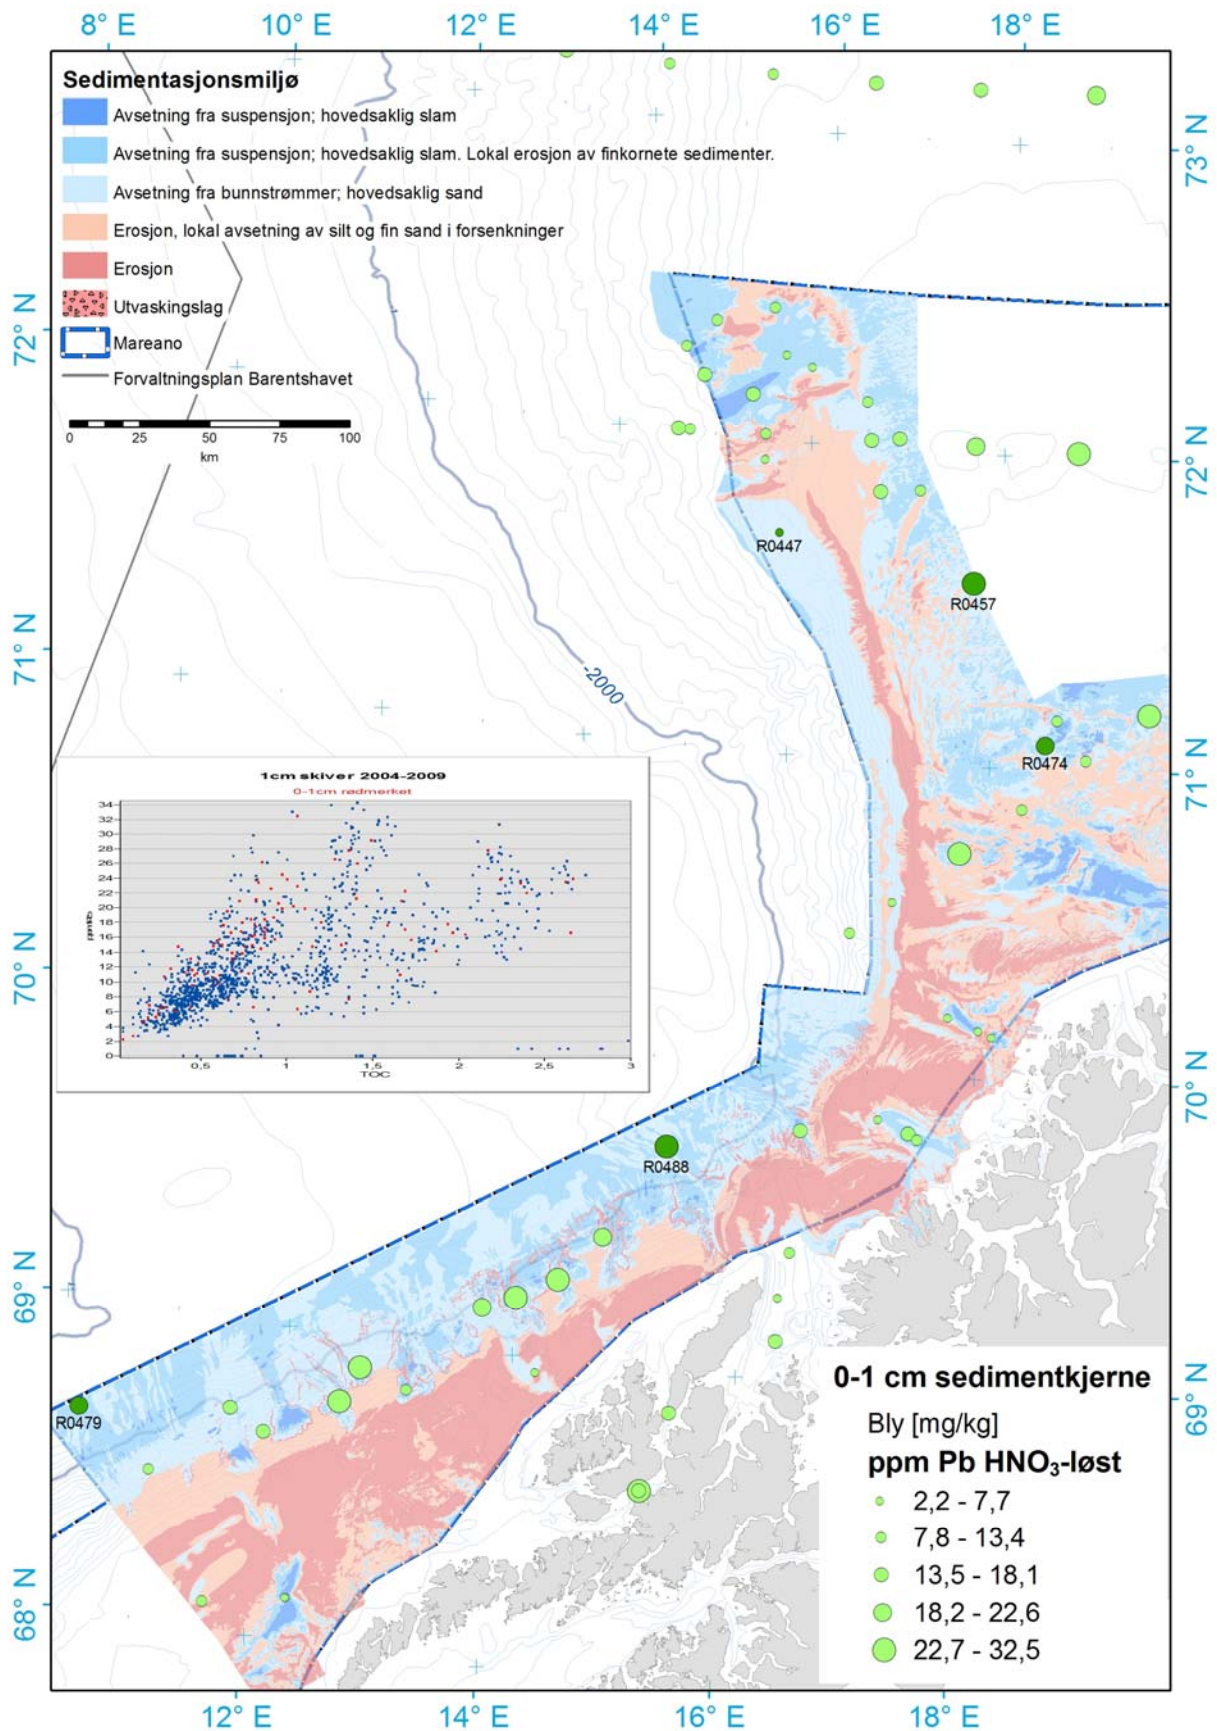 8° E 10° E 12° E 14° E 16° E 18° E
Sedimentasjonsmiljø
Avsetning fra suspensjon; hovedsaklig slam
Avsetning fra suspensjon; hovedsaklig slam. Lokal erosjon av finkornete sedimenter.
Avsetning fra bunnstrømmer; hovedsaklig sand
Erosjon, lokal avsetning av silt og fin sand i forsenkninger
Erosjon
Utvaskingslag
Mareano
Forvaltningsplan Barentshavet
0 25 50 75 100
km
73° N
72° N
72° N
R0447
R0457
71° N
-2000
R0474
71° N
1cm skiver 2004-2009
0-1cm rødmerket
34
32
30
28
26
24
22
20
18
16
14
12
10
8
6
4
2
0
0,5 1 1,5 2 2,5 3
TOC
70° N
70° N
R0488
69° N
R0479
69° N
68° N
0-1 cm sedimentkjerne
Bly [mg/kg]
ppm Pb HNO₃-løst
2,2 - 7,7
7,8 - 13,4
13,5 - 18,1
18,2 - 22,6
22,7 - 32,5
12° E 14° E 16° E 18° E